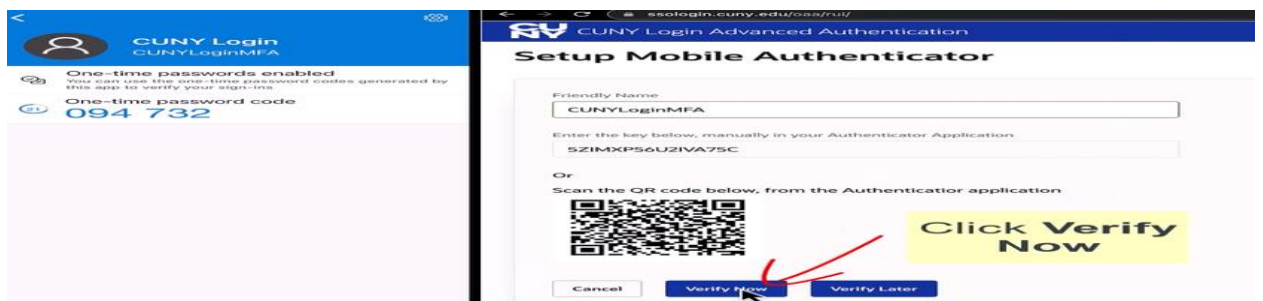 CUNY Login
CUNYLoginMFA
One-time passwords enabled
You can use the one-time password codes generated by
this app to verify your sign-ins
One-time password code
21
094 732
ssologin.cuny.edu/oaa/rui/
CU
NY
CUNY Login Advanced Authentication
Setup Mobile Authenticator
Friendly Name
CUNYLoginMFA
Enter the key below, manually in your Authenticator Application
Or
Scan the QR code below, from the Authenticatior application
Click Verify
Now
Cancel
Verify Now
Verify Later